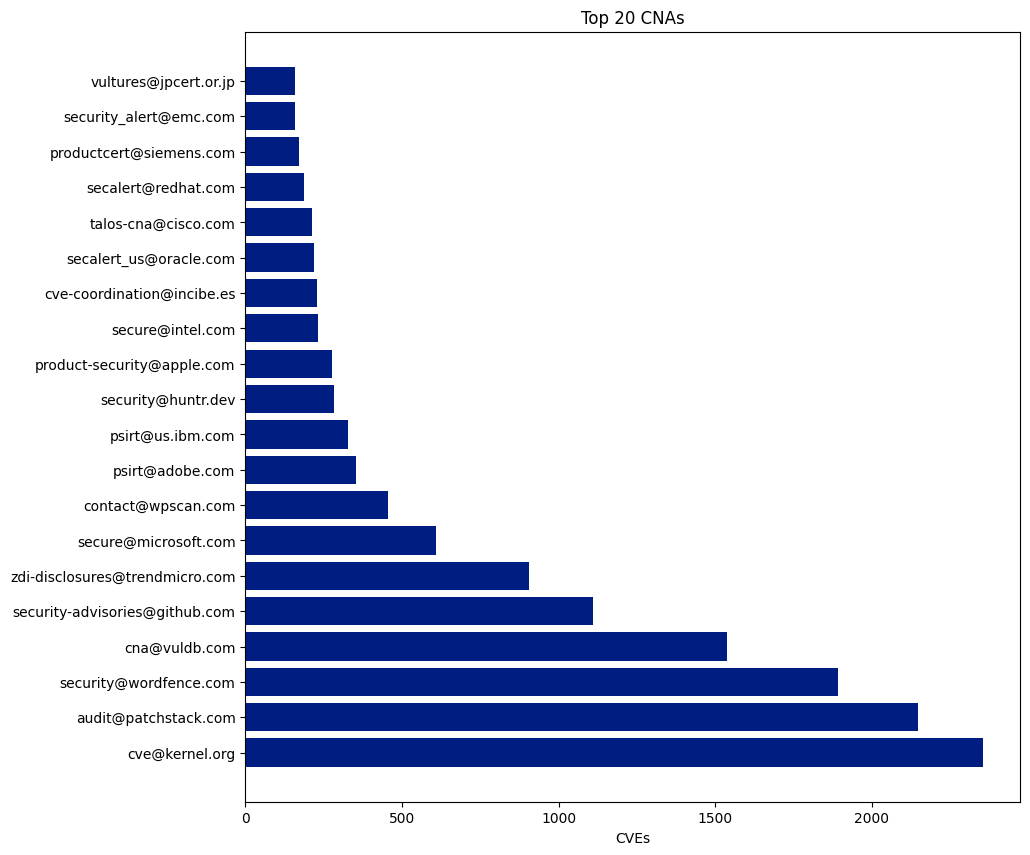 Top 20 CNAs
vultures@jpcert.or.jp
security_alert@emc.com
productcert@siemens.com
secalert@redhat.com
talos-cna@cisco.com
secalert_us@oracle.com
cve-coordination@incibe.es
secure@intel.com
product-security@apple.com
security@huntr.dev
psirt@us.ibm.com
psirt@adobe.com
contact@wpscan.com
secure@microsoft.com
zdi-disclosures@trendmicro.com
security-advisories@github.com
cna@vuldb.com
security@wordfence.com
audit@patchstack.com
cve@kernel.org
0 500 1000 1500 2000
CVEs